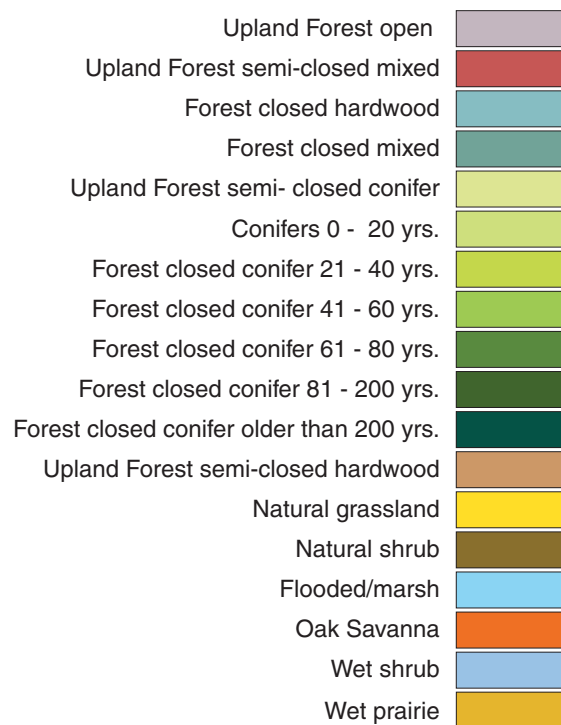 Upland Forest open
Upland Forest semi-closed mixed
Forest closed hardwood
Forest closed mixed
Upland Forest semi- closed conifer
Conifers 0 -  20 yrs.
Forest closed conifer 21 - 40 yrs.
Forest closed conifer 41 - 60 yrs.
Forest closed conifer 61 - 80 yrs.
Forest closed conifer 81 - 200 yrs.
Forest closed conifer older than 200 yrs.
Upland Forest semi-closed hardwood
Natural grassland
Natural shrub
Flooded/marsh
Oak Savanna
Wet shrub
Wet prairie